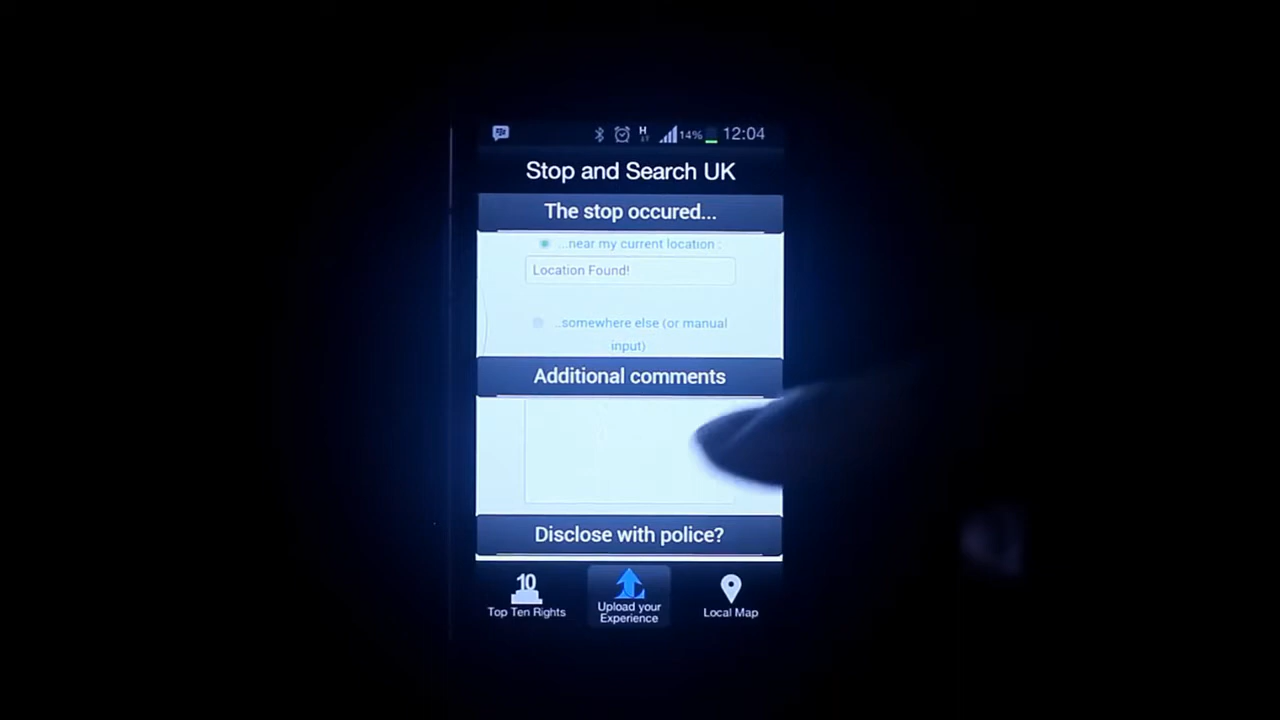 H 14% 12:04
Stop and Search UK
The stop occured...
...near my current location :
Location Found!
..somewhere else (or manual
input)
Additional comments
Disclose with police?
10
Top Ten Rights
Upload your
Experience
Local Map